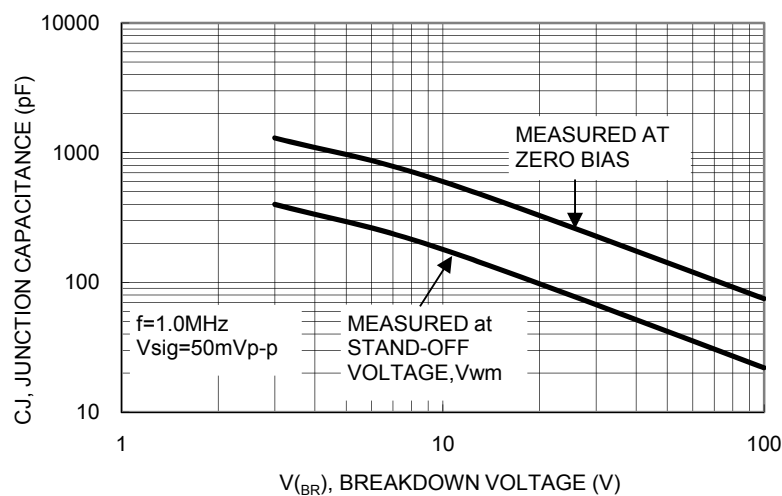 10000
1000
100
10
CJ, JUNCTION CAPACITANCE (pF)
MEASURED AT
ZERO BIAS
f=1.0MHz
Vsig=50mVp-p
MEASURED at
STAND-OFF
VOLTAGE,Vwm
1
10
100
V(BR), BREAKDOWN VOLTAGE (V)